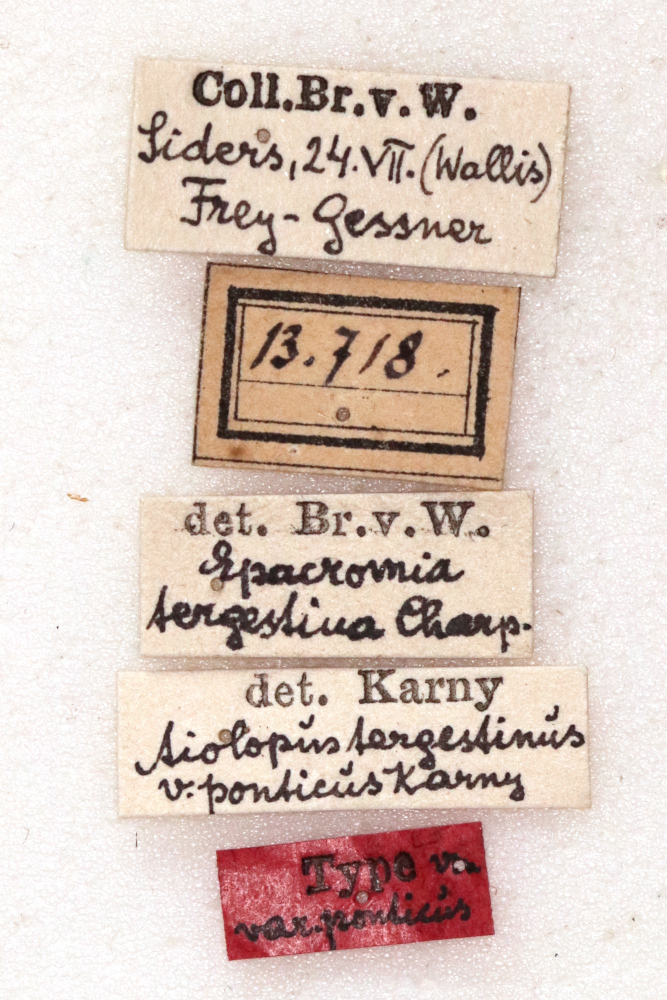 Coll.Br.v.W.
Siders, 24.VII. (Wallis)
Frey-Gessner
13.718.
det. Br.v.W.
Epacromia
tergestina Charp.
det. Karny
Aiolopus tergestinus
v. ponticus Karny
Type v.
var. ponticus